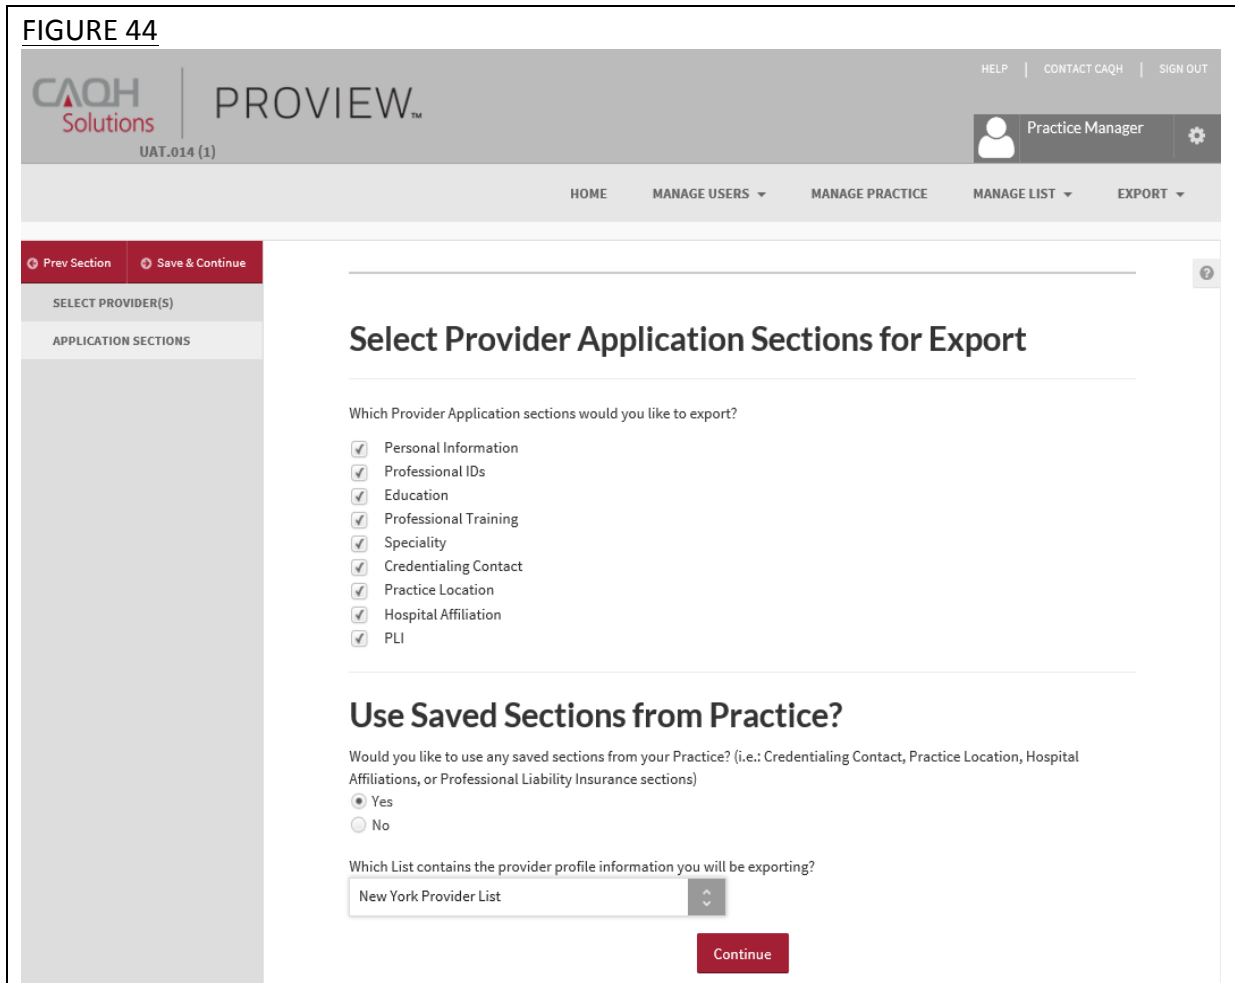 FIGURE 44
CAQH
Solutions
PROVIEW™
UAT.014 (1)
HELP | CONTACT CAQH | SIGN OUT
Practice Manager
HOME MANAGE USERS MANAGE PRACTICE MANAGE LIST EXPORT
Prev Section Save & Continue
SELECT PROVIDER(S)
APPLICATION SECTIONS
Select Provider Application Sections for Export
Which Provider Application sections would you like to export?
Personal Information
Professional IDs
Education
Professional Training
Speciality
Credentialing Contact
Practice Location
Hospital Affiliation
PLI
Use Saved Sections from Practice?
Would you like to use any saved sections from your Practice? (i.e.: Credentialing Contact, Practice Location, Hospital
Affiliations, or Professional Liability Insurance sections)
Yes
No
Which List contains the provider profile information you will be exporting?
New York Provider List
Continue